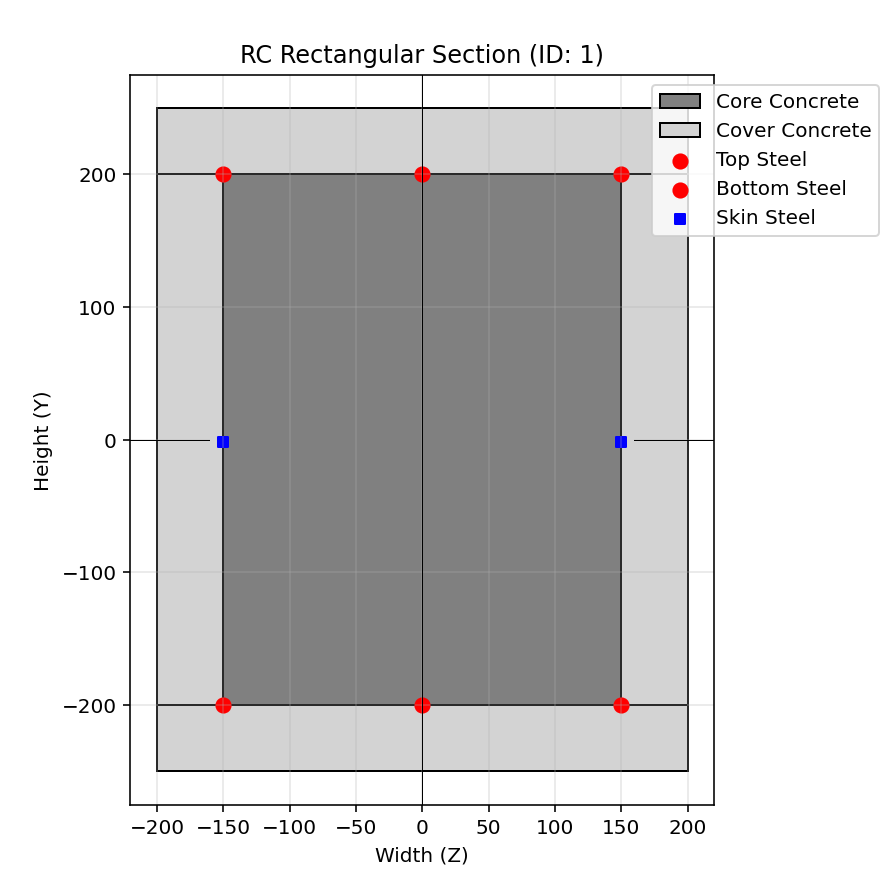 RC Rectangular Section (ID: 1)
Core Concrete
Cover Concrete
Top Steel
Bottom Steel
Skin Steel
200
100
0
−100
−200
Height (Y)
−200 −150 −100 −50 0 50 100 150 200
Width (Z)